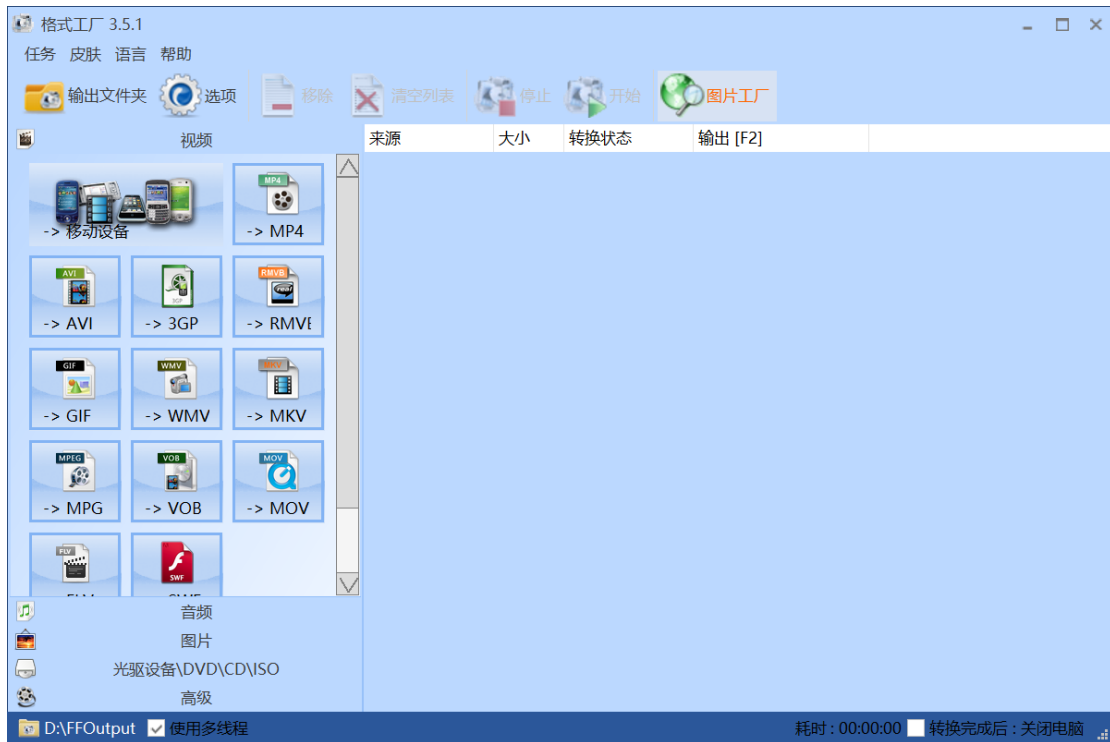 格式工厂 3.5.1
任务 皮肤 语言 帮助
输出文件夹 选项 移除 清空列表 停止 开始 图片工厂
视频
来源 大小 转换状态 输出 [F2]
MP4
-> 移动设备 -> MP4
AVI 3GP RMVB
-> AVI -> 3GP -> RMVB
GIF WMV MKV
-> GIF -> WMV -> MKV
MPEG VOB MOV
-> MPG -> VOB -> MOV
FLV SWF
音频
图片
光驱设备\DVD\CD\ISO
高级
D:\FFOutput 使用多线程 耗时 : 00:00:00 转换完成后 : 关闭电脑